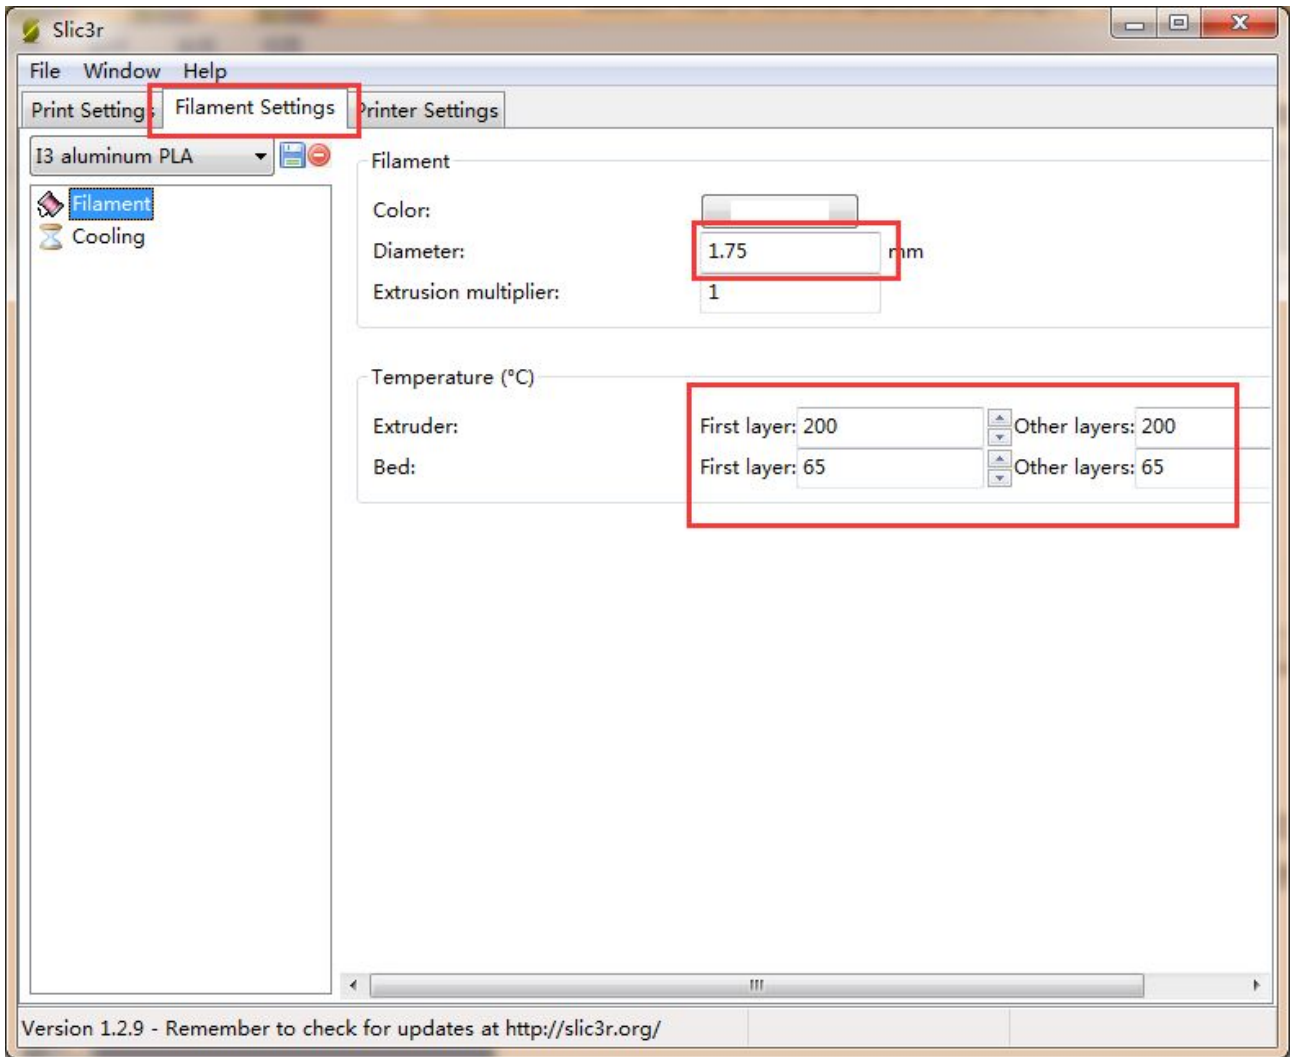 Slic3r
File Window Help
Print Settings Filament Settings Printer Settings
I3 aluminum PLA
Filament
Cooling
Filament
Color:
Diameter: 1.75 mm
Extrusion multiplier: 1
Temperature (°C)
Extruder: First layer: 200 Other layers: 200
Bed: First layer: 65 Other layers: 65
Version 1.2.9 - Remember to check for updates at http://slic3r.org/